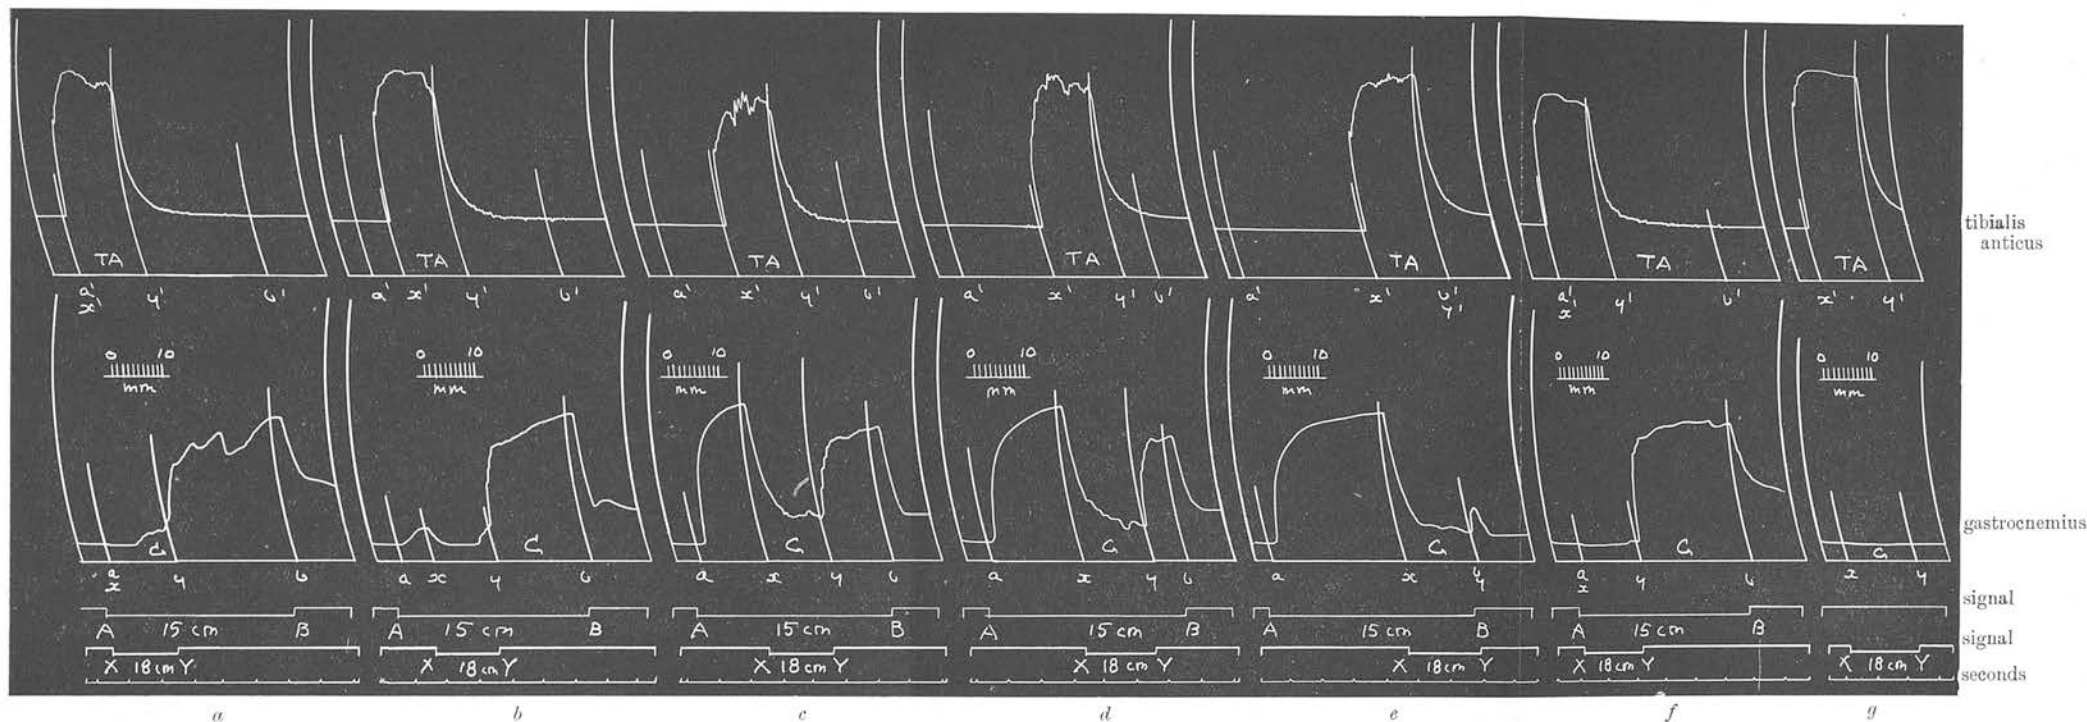 TA TA TA TA TA TA TA
tibialis
anticus
a' y' b' a' x' y' b' a' x' y' b' a' x' y' b' a' x' b' a' y' b' x' y'
x' y' x
0 10 0 10 0 10 0 10 0 10 0 10 0 10
mm mm mm mm mm mm mm
gastrocnemius
G G G G G G G
a y b a x y b a x y b a x y b a x b a y b x y
x y x
signal
A 15 cm B A 15 cm B A 15 cm B A 15 cm B A 15 cm B A 15 cm B
signal
X 18 cm Y X 18 cm Y X 18 cm Y X 18 cm Y X 18 cm Y X 18 cm Y X 18 cm Y
seconds
a b c d e f g